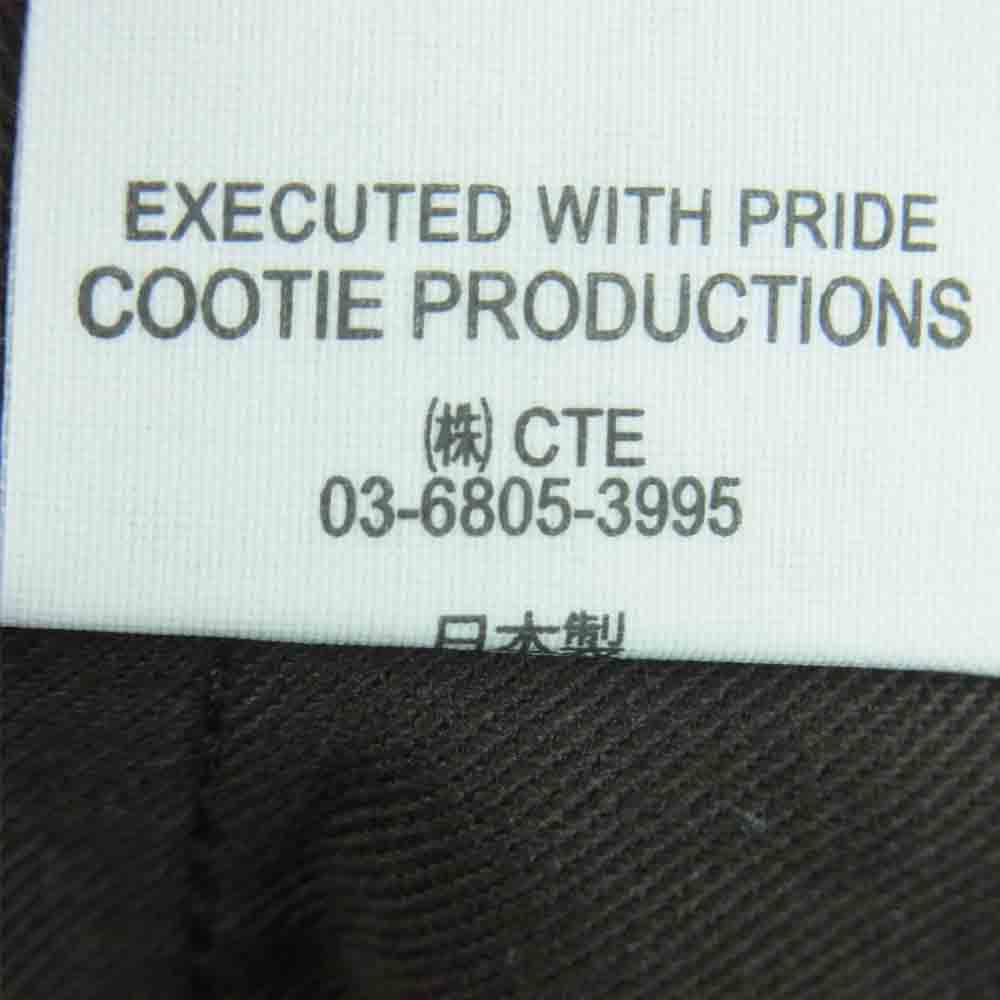 EXECUTED WITH PRIDE
COOTIE PRODUCTIONS
㈱ CTE
03-6805-3995
日本製